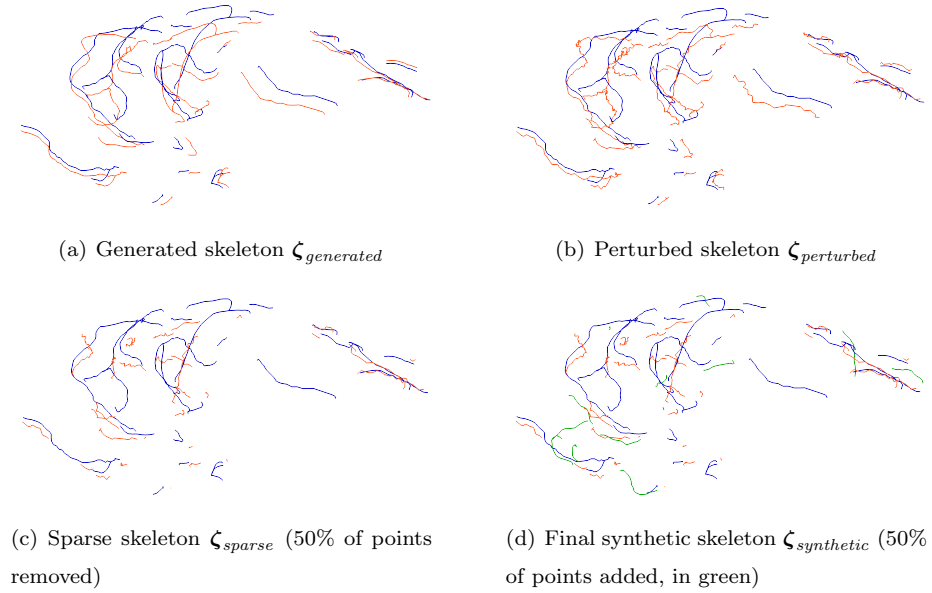 (a) Generated skeleton ζ_generated
(b) Perturbed skeleton ζ_perturbed
(c) Sparse skeleton ζ_sparse (50% of points
removed)
(d) Final synthetic skeleton ζ_synthetic (50%
of points added, in green)